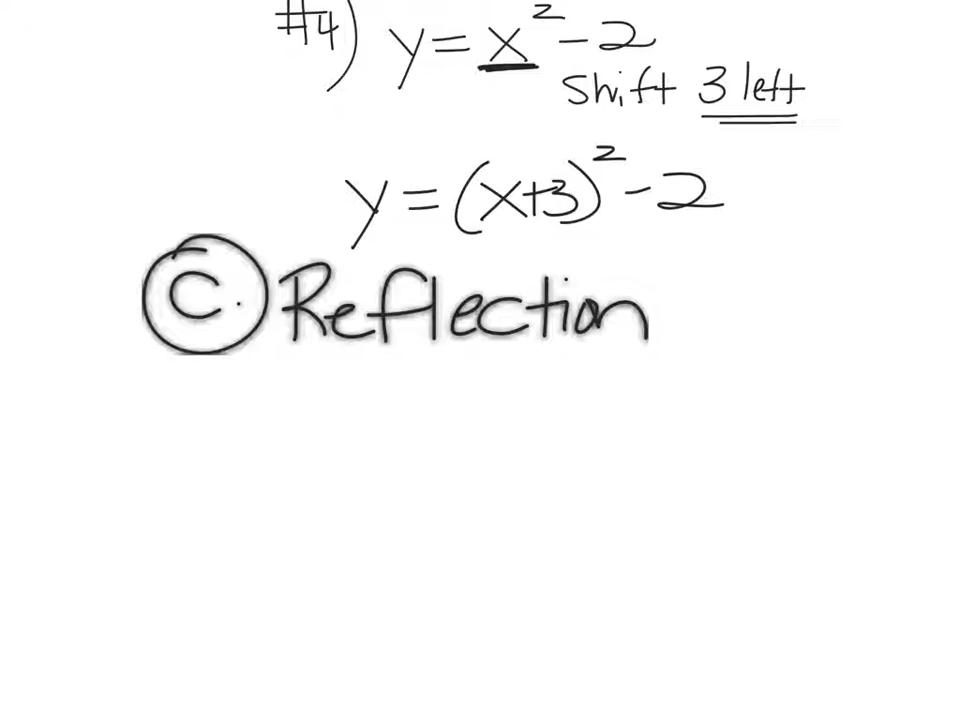 #4) y = x² - 2
Shift 3 left
y = (x+3)² - 2
C. Reflection